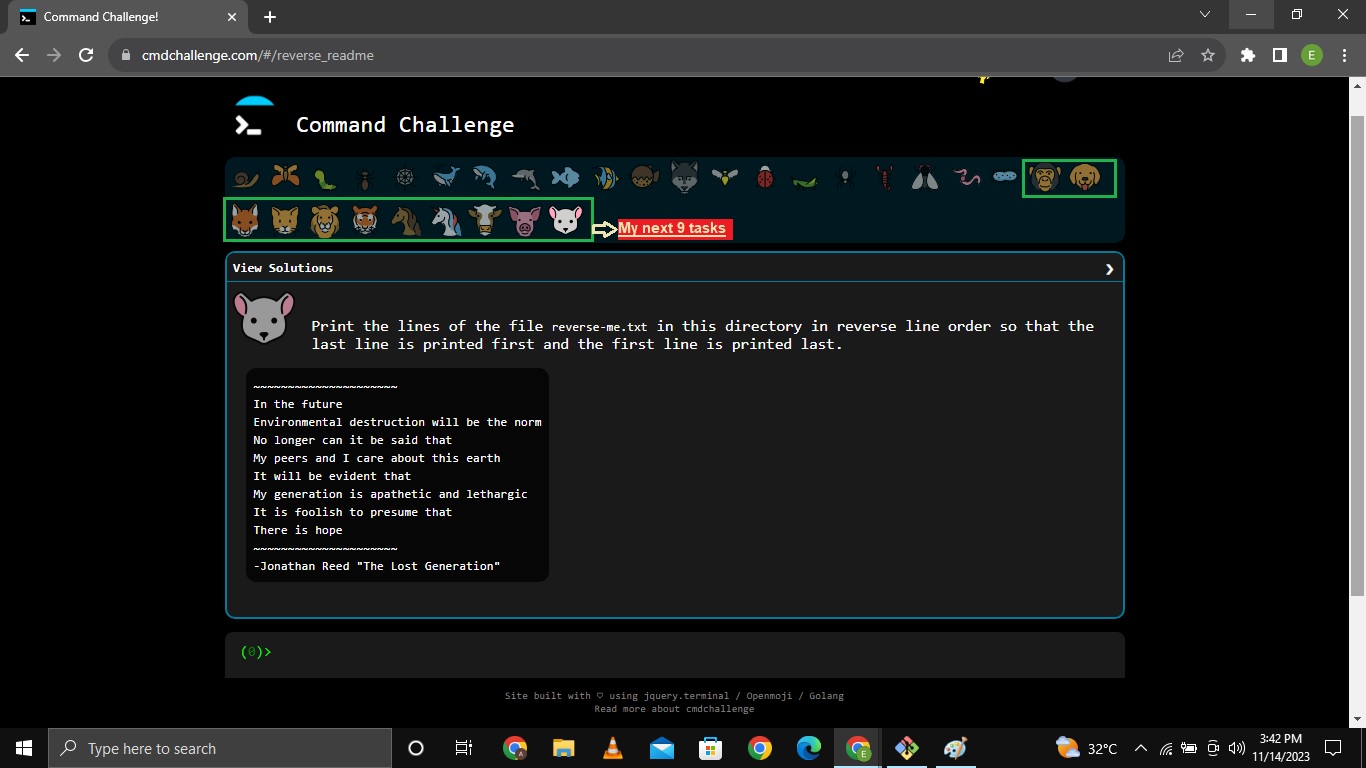 Command Challenge!
cmdchallenge.com/#/reverse_readme
E
Command Challenge
My next 9 tasks
View Solutions
Print the lines of the file reverse-me.txt in this directory in reverse line order so that the
last line is printed first and the first line is printed last.
~~~~~~~~~~~~~~~~~~~~~
In the future
Environmental destruction will be the norm
No longer can it be said that
My peers and I care about this earth
It will be evident that
My generation is apathetic and lethargic
It is foolish to presume that
There is hope
~~~~~~~~~~~~~~~~~~~~~
-Jonathan Reed "The Lost Generation"
(0)>
Site built with ♡ using jquery.terminal / Openmoji / Golang
Read more about cmdchallenge
Type here to search
A
E
32°C
3:42 PM
11/14/2023